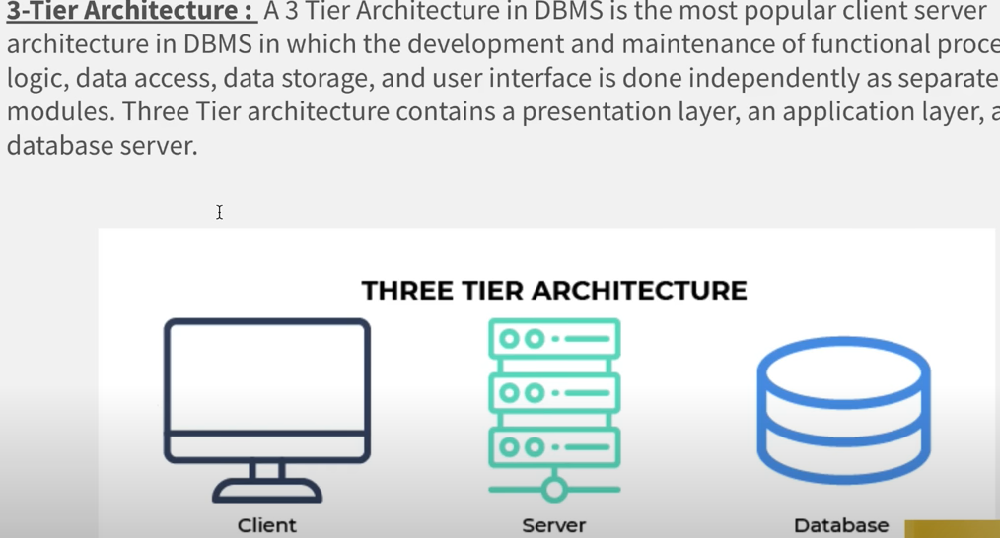 3-Tier Architecture : A 3 Tier Architecture in DBMS is the most popular client server
architecture in DBMS in which the development and maintenance of functional proce
logic, data access, data storage, and user interface is done independently as separate
modules. Three Tier architecture contains a presentation layer, an application layer, a
database server.
THREE TIER ARCHITECTURE
Client Server Database